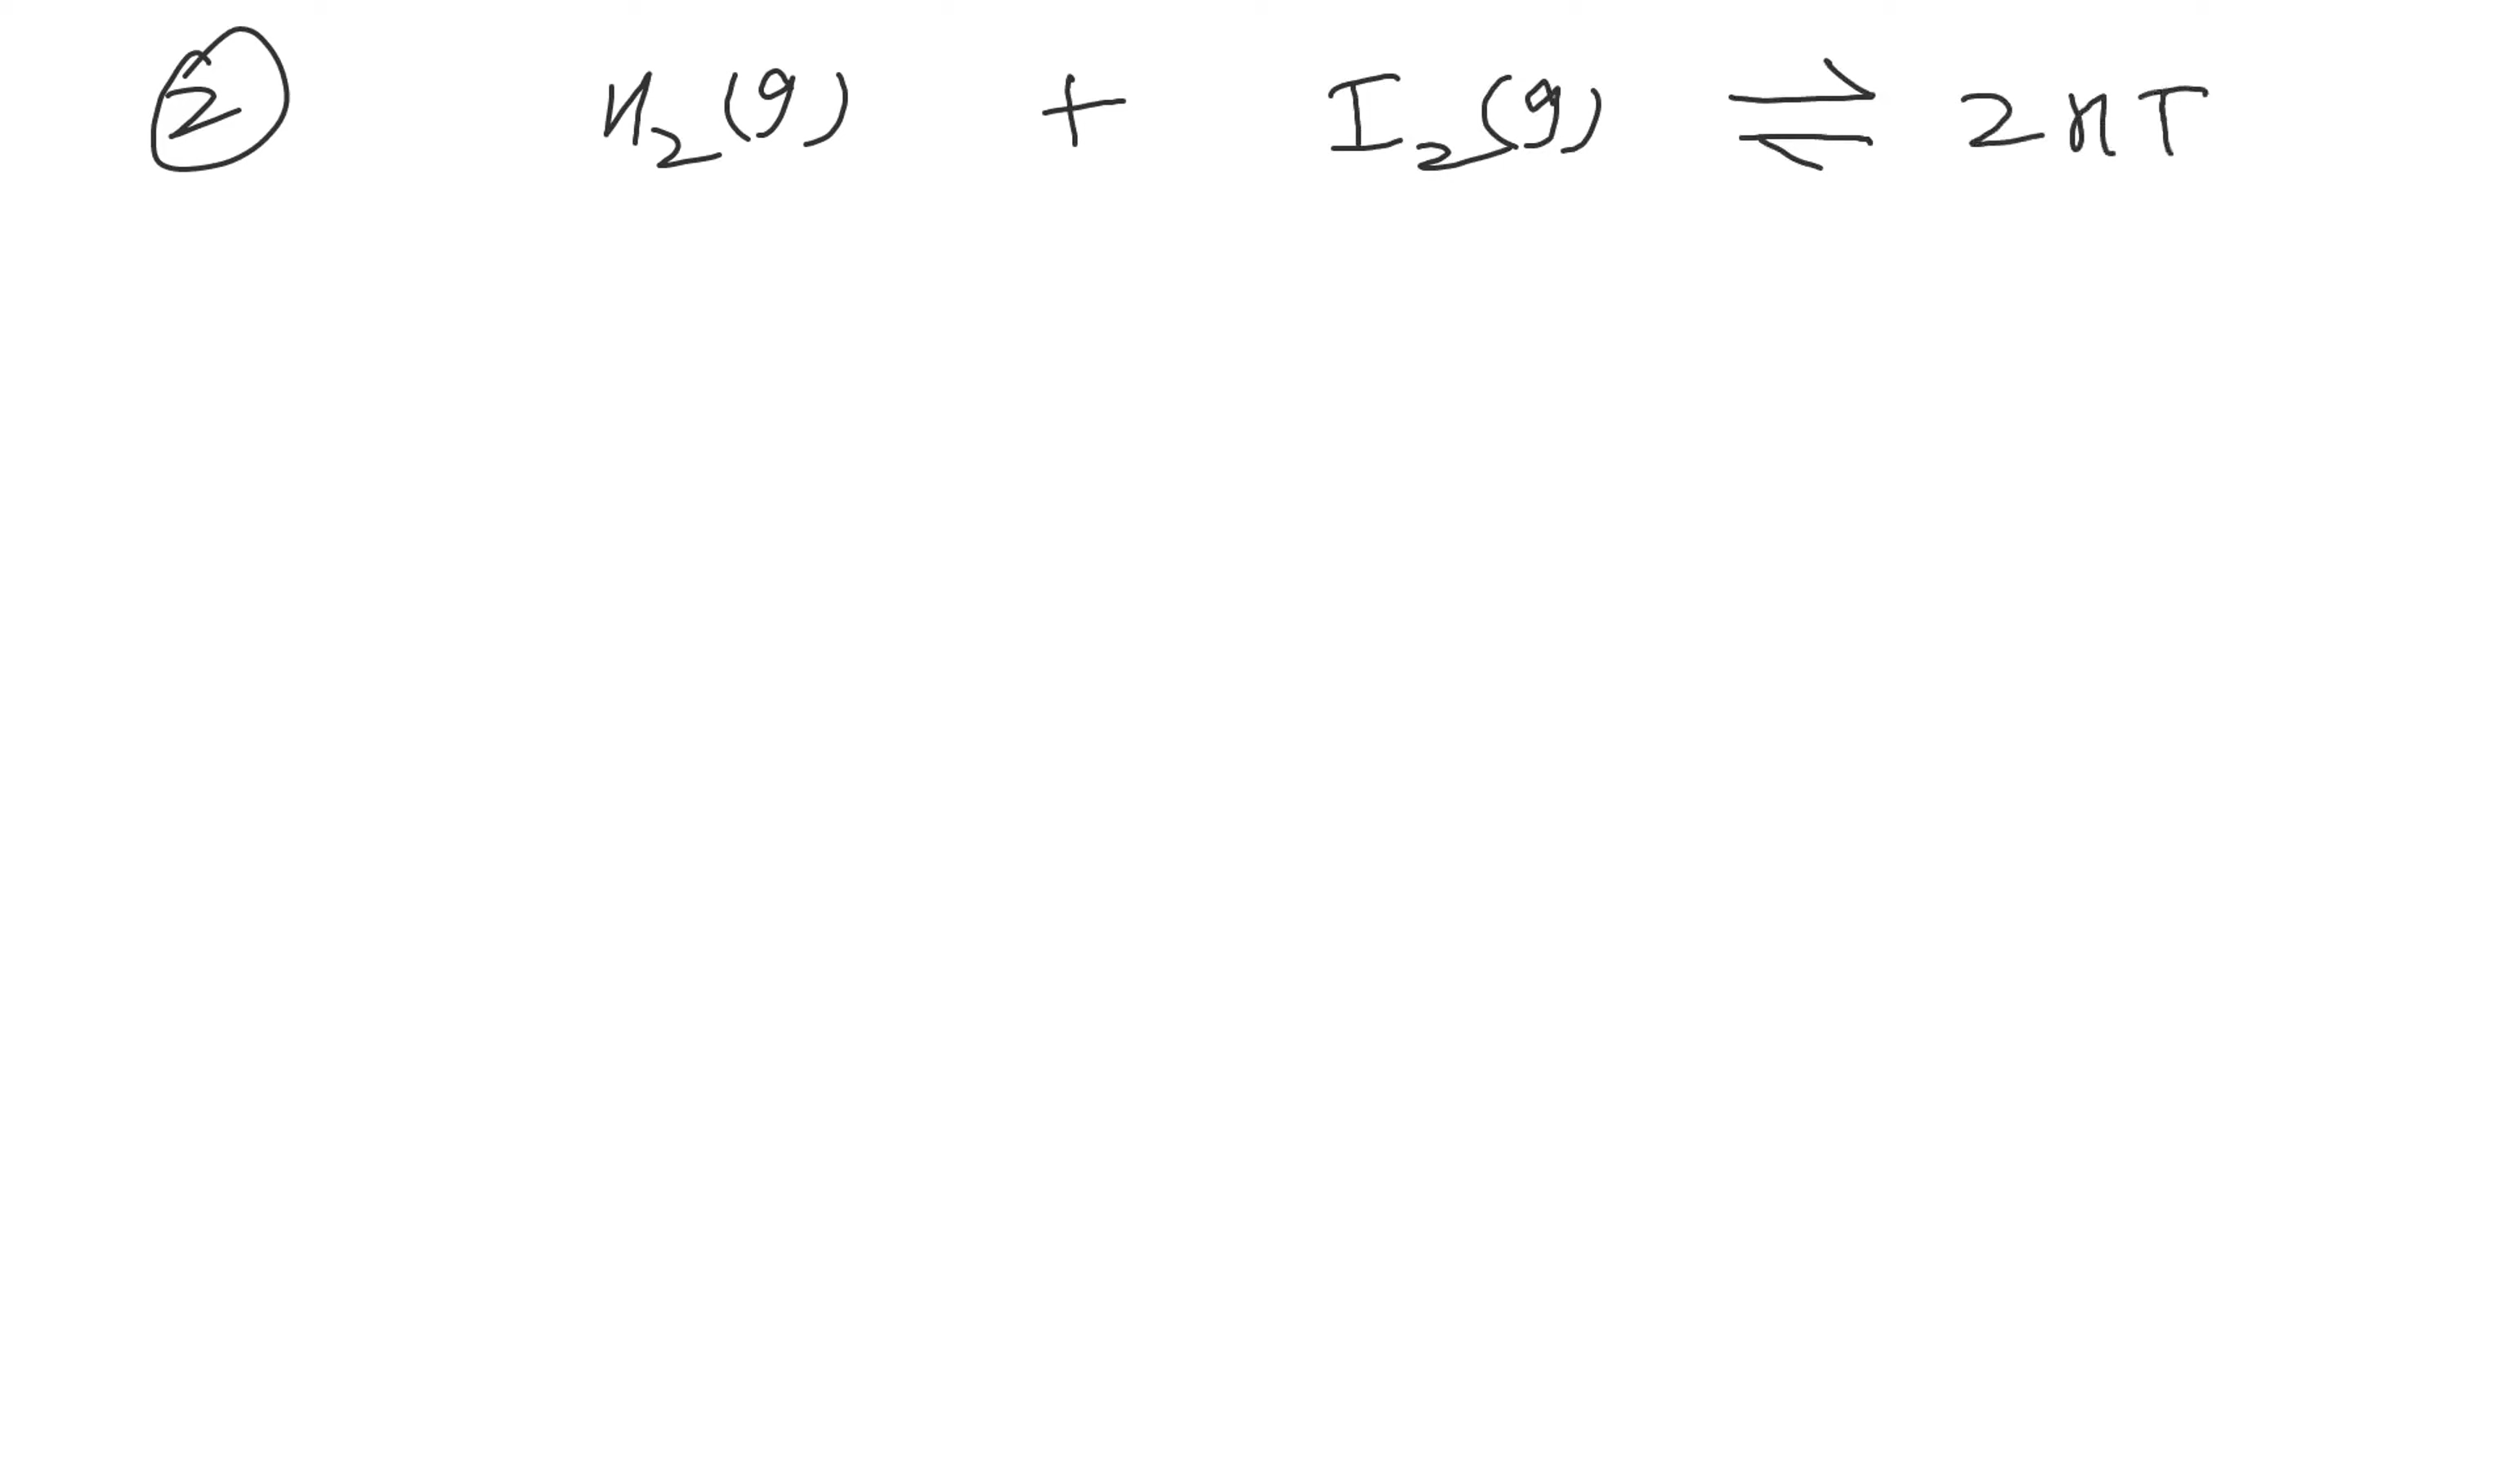 ② H₂(g) + I₂(g) ⇌ 2HI